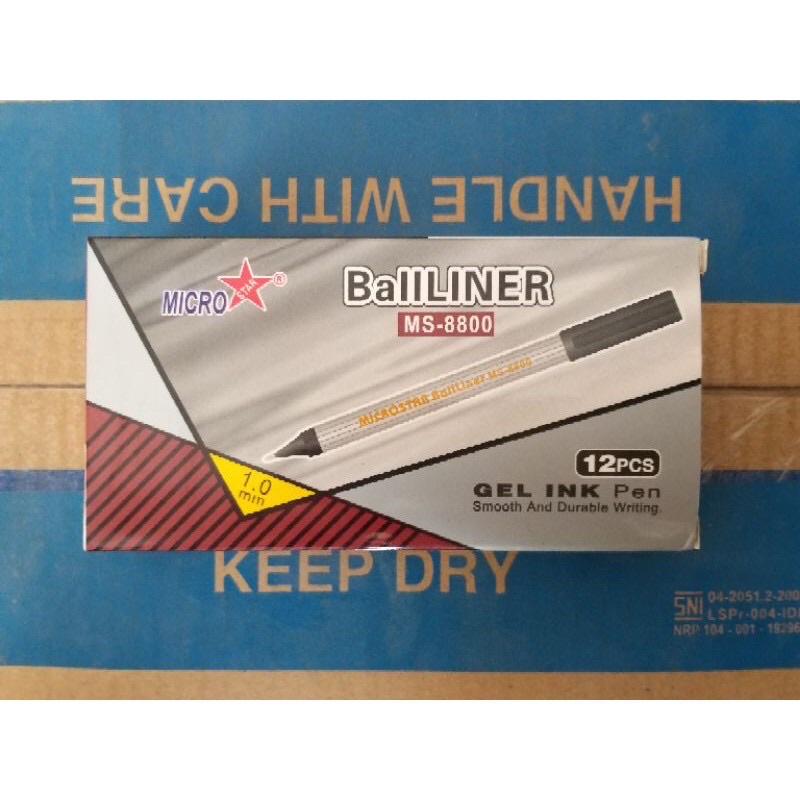 HANDLE WITH CARE
MICRO STAR ®
BallLINER
MS-8800
MICROSTAR BallLiner MS-8800
12PCS
1.0
min
GEL INK Pen
Smooth And Durable Writing.
KEEP DRY
SNI
04-2051.2-200
LSPr-004-IDI
NRP 104 - 001 - 19296